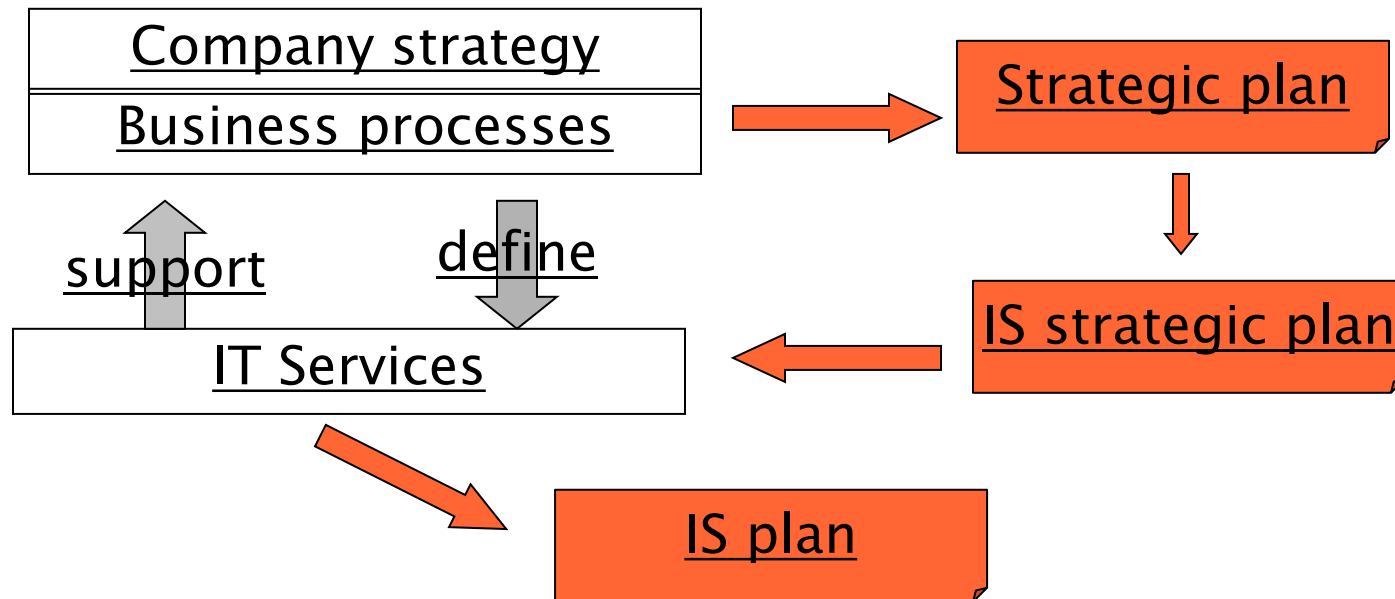 Company strategy
Strategic plan
Business processes
support
define
IS strategic plan
IT Services
IS plan